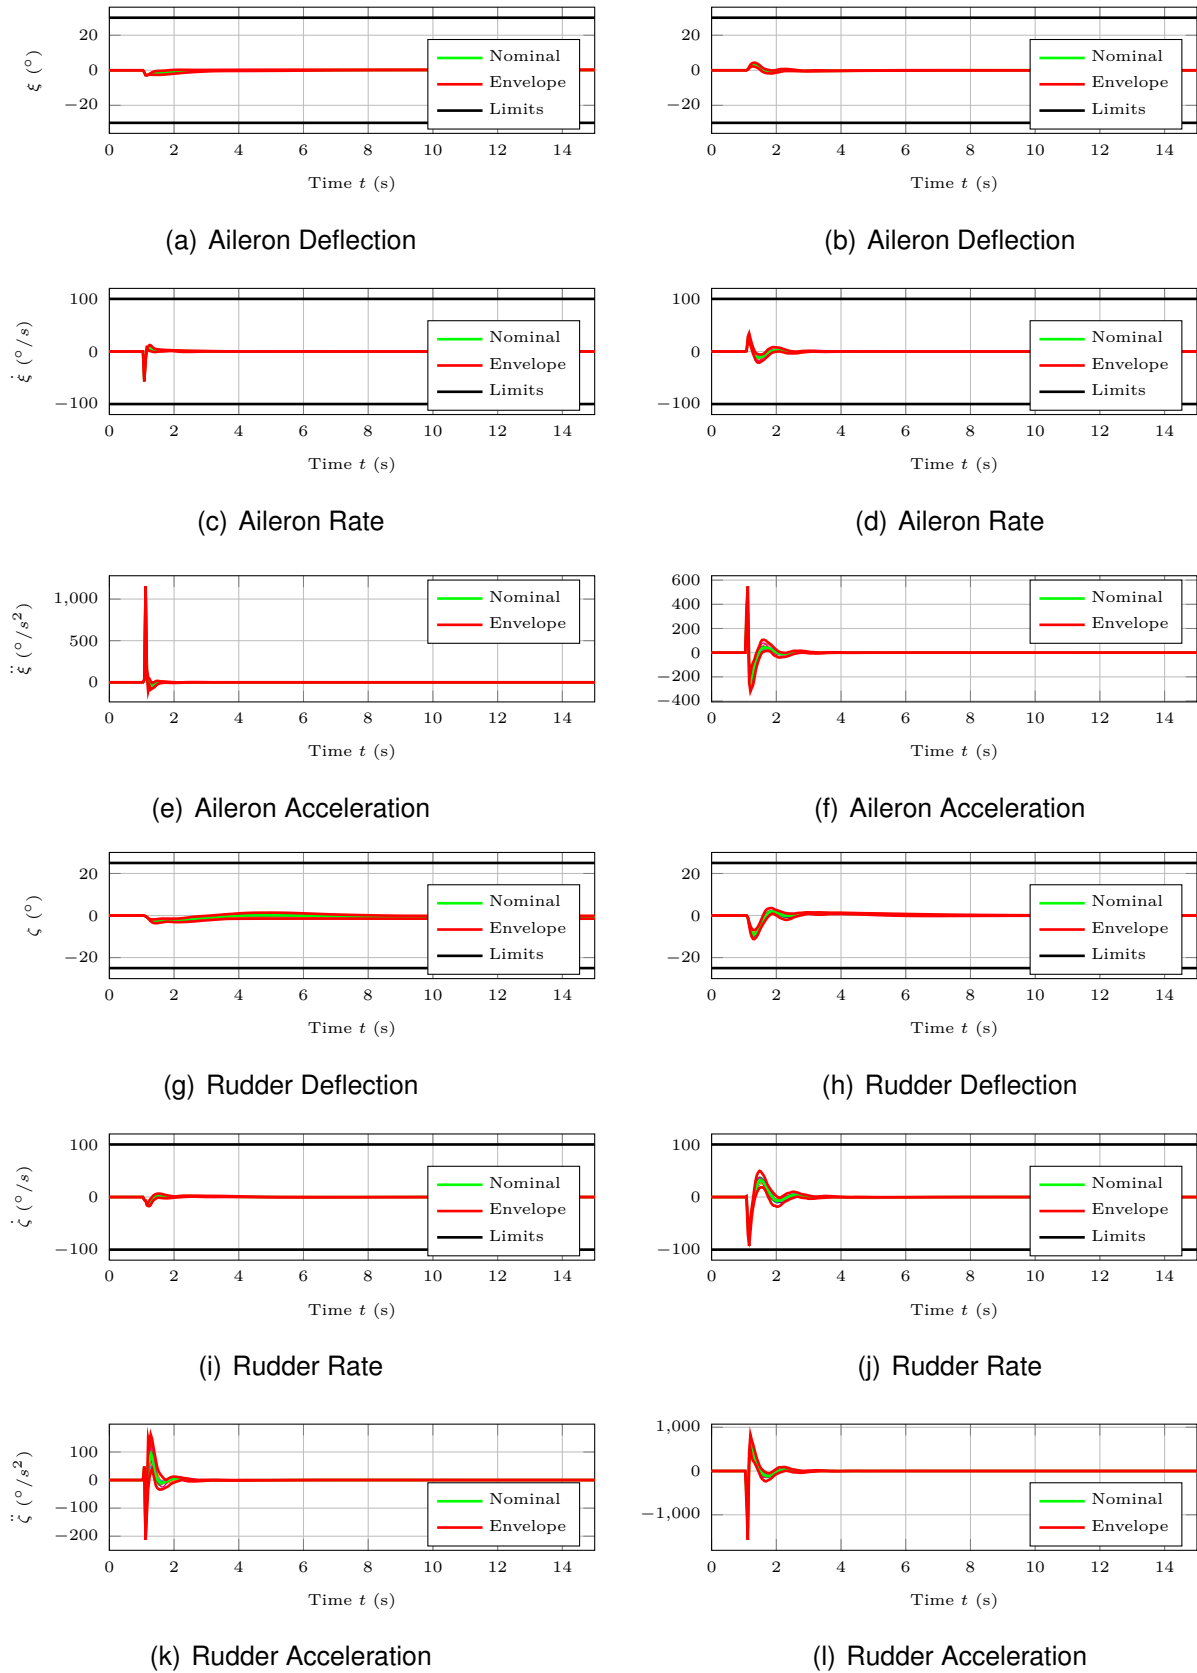 20
0
−20
ξ (°)
Nominal
Envelope
Limits
0 2 4 6 8 10 12 14
Time t (s)
(a) Aileron Deflection
20
0
−20
Nominal
Envelope
Limits
0 2 4 6 8 10 12 14
Time t (s)
(b) Aileron Deflection
100
0
−100
ξ̇ (°/s)
Nominal
Envelope
Limits
0 2 4 6 8 10 12 14
Time t (s)
(c) Aileron Rate
100
0
−100
Nominal
Envelope
Limits
0 2 4 6 8 10 12 14
Time t (s)
(d) Aileron Rate
1,000
500
0
ξ̈ (°/s²)
Nominal
Envelope
0 2 4 6 8 10 12 14
Time t (s)
(e) Aileron Acceleration
600
400
200
0
−200
−400
Nominal
Envelope
0 2 4 6 8 10 12 14
Time t (s)
(f) Aileron Acceleration
20
0
−20
ζ (°)
Nominal
Envelope
Limits
0 2 4 6 8 10 12 14
Time t (s)
(g) Rudder Deflection
20
0
−20
Nominal
Envelope
Limits
0 2 4 6 8 10 12 14
Time t (s)
(h) Rudder Deflection
100
0
−100
ζ̇ (°/s)
Nominal
Envelope
Limits
0 2 4 6 8 10 12 14
Time t (s)
(i) Rudder Rate
100
0
−100
Nominal
Envelope
Limits
0 2 4 6 8 10 12 14
Time t (s)
(j) Rudder Rate
100
0
−100
−200
ζ̈ (°/s²)
Nominal
Envelope
0 2 4 6 8 10 12 14
Time t (s)
(k) Rudder Acceleration
1,000
0
−1,000
Nominal
Envelope
0 2 4 6 8 10 12 14
Time t (s)
(l) Rudder Acceleration